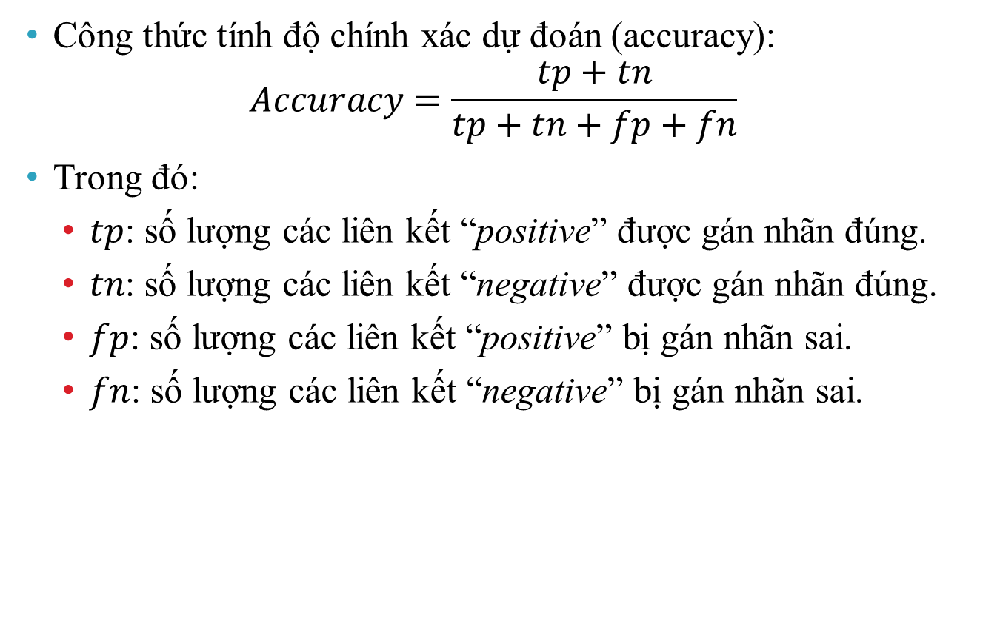 • Công thức tính độ chính xác dự đoán (accuracy):
Accuracy = \frac{tp + tn}{tp + tn + fp + fn}
• Trong đó:
• tp: số lượng các liên kết “positive” được gán nhãn đúng.
• tn: số lượng các liên kết “negative” được gán nhãn đúng.
• fp: số lượng các liên kết “positive” bị gán nhãn sai.
• fn: số lượng các liên kết “negative” bị gán nhãn sai.